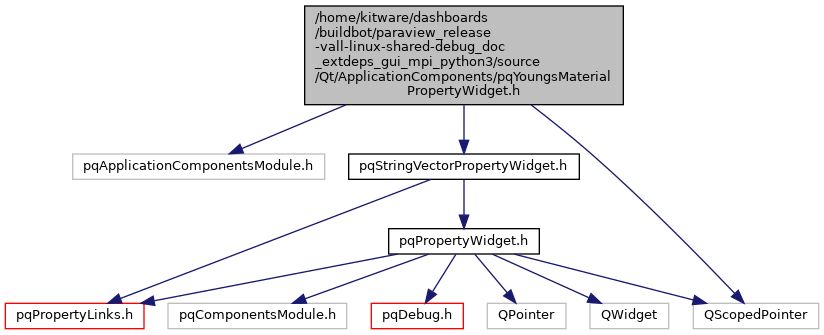 /home/kitware/dashboards
/buildbot/paraview_release
-vall-linux-shared-debug_doc
_extdeps_gui_mpi_python3/source
/Qt/ApplicationComponents/pqYoungsMaterial
PropertyWidget.h
pqApplicationComponentsModule.h
pqStringVectorPropertyWidget.h
pqPropertyWidget.h
pqPropertyLinks.h
pqComponentsModule.h
pqDebug.h
QPointer
QWidget
QScopedPointer